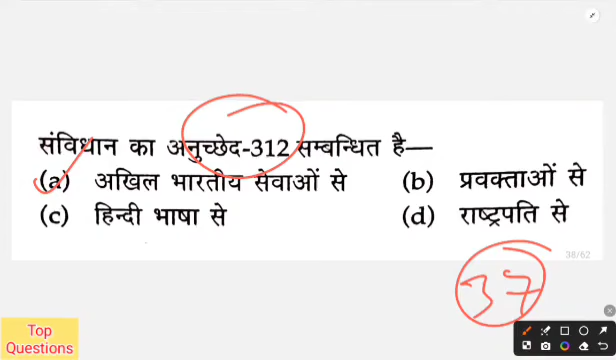 संविधान का अनुच्छेद-312 सम्बन्धित है—
(a) अखिल भारतीय सेवाओं से (b) प्रवक्ताओं से
(c) हिन्दी भाषा से (d) राष्ट्रपति से
38/62
37
Top
Questions